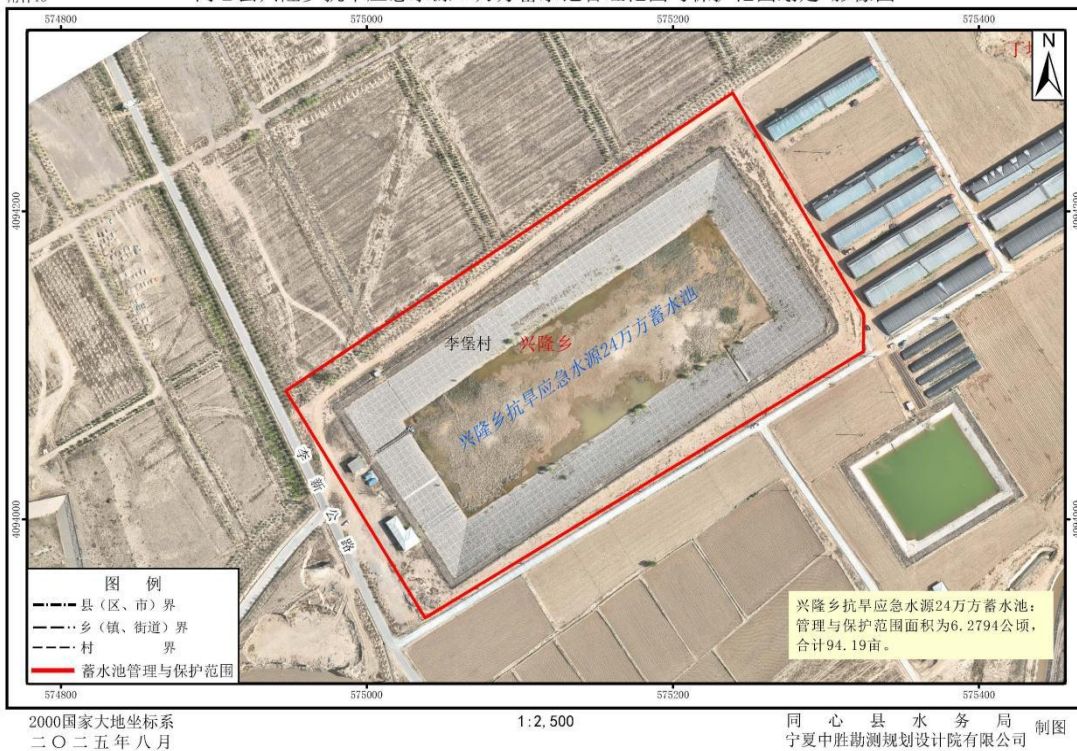 574800
575000
575200
575400
N
4094200
4094200
李堡村
兴隆乡
兴隆乡抗旱应急水源24万方蓄水池
4094000
4094000
公路
图 例
县（区、市）界
乡（镇、街道）界
村 界
蓄水池管理与保护范围
兴隆乡抗旱应急水源24万方蓄水池：
管理与保护范围面积为6.2794公顷，
合计94.19亩。
574800
575000
575200
575400
2000国家大地坐标系
二〇二五年八月
1:2,500
同心县水务局
宁夏中胜勘测规划设计院有限公司
制图